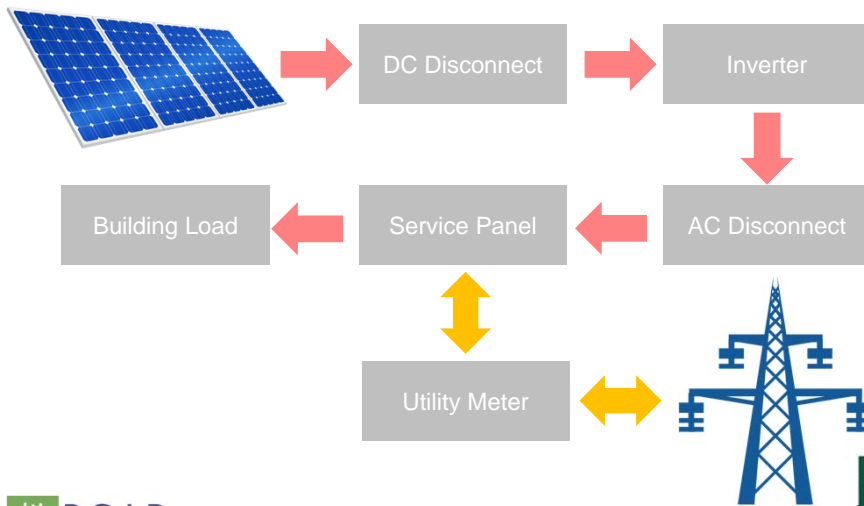 DC Disconnect
Inverter
Building Load
Service Panel
AC Disconnect
Utility Meter